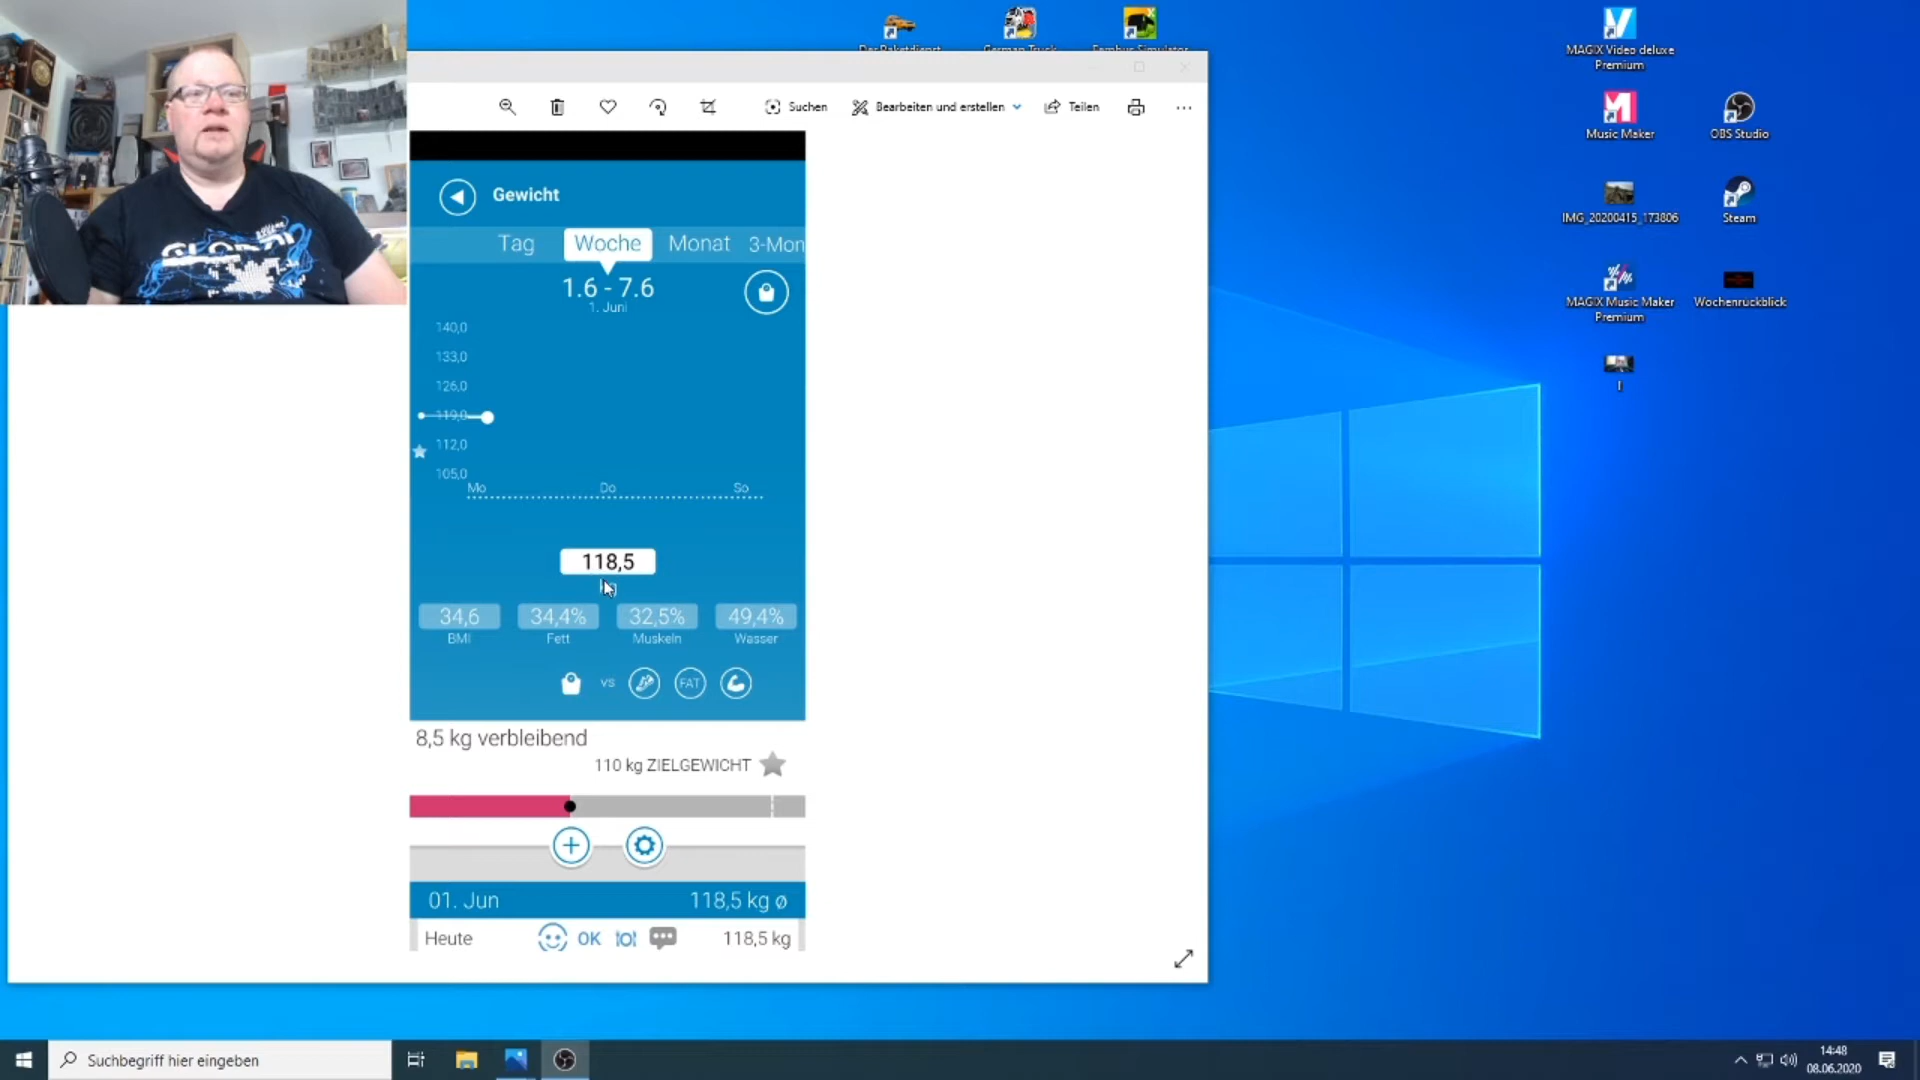 MAGIX Video deluxe
Premium
Music Maker
OBS Studio
IMG_20200415_173806
Steam
MAGIX Music Maker
Premium
Wochenruckblick
Suchen
Bearbeiten und erstellen
Teilen
Gewicht
Tag
Woche
Monat
3-Mon
1.6 - 7.6
1. Juni
140,0
133,0
126,0
119,0
112,0
105,0
Mo
Do
So
118,5
kg
34,6
34,4%
32,5%
49,4%
BMI
Fett
Muskeln
Wasser
vs
FAT
8,5 kg verbleibend
110 kg ZIELGEWICHT
01. Jun
118,5 kg ø
Heute
OK
118,5 kg
Suchbegriff hier eingeben
14:48
08.06.2020